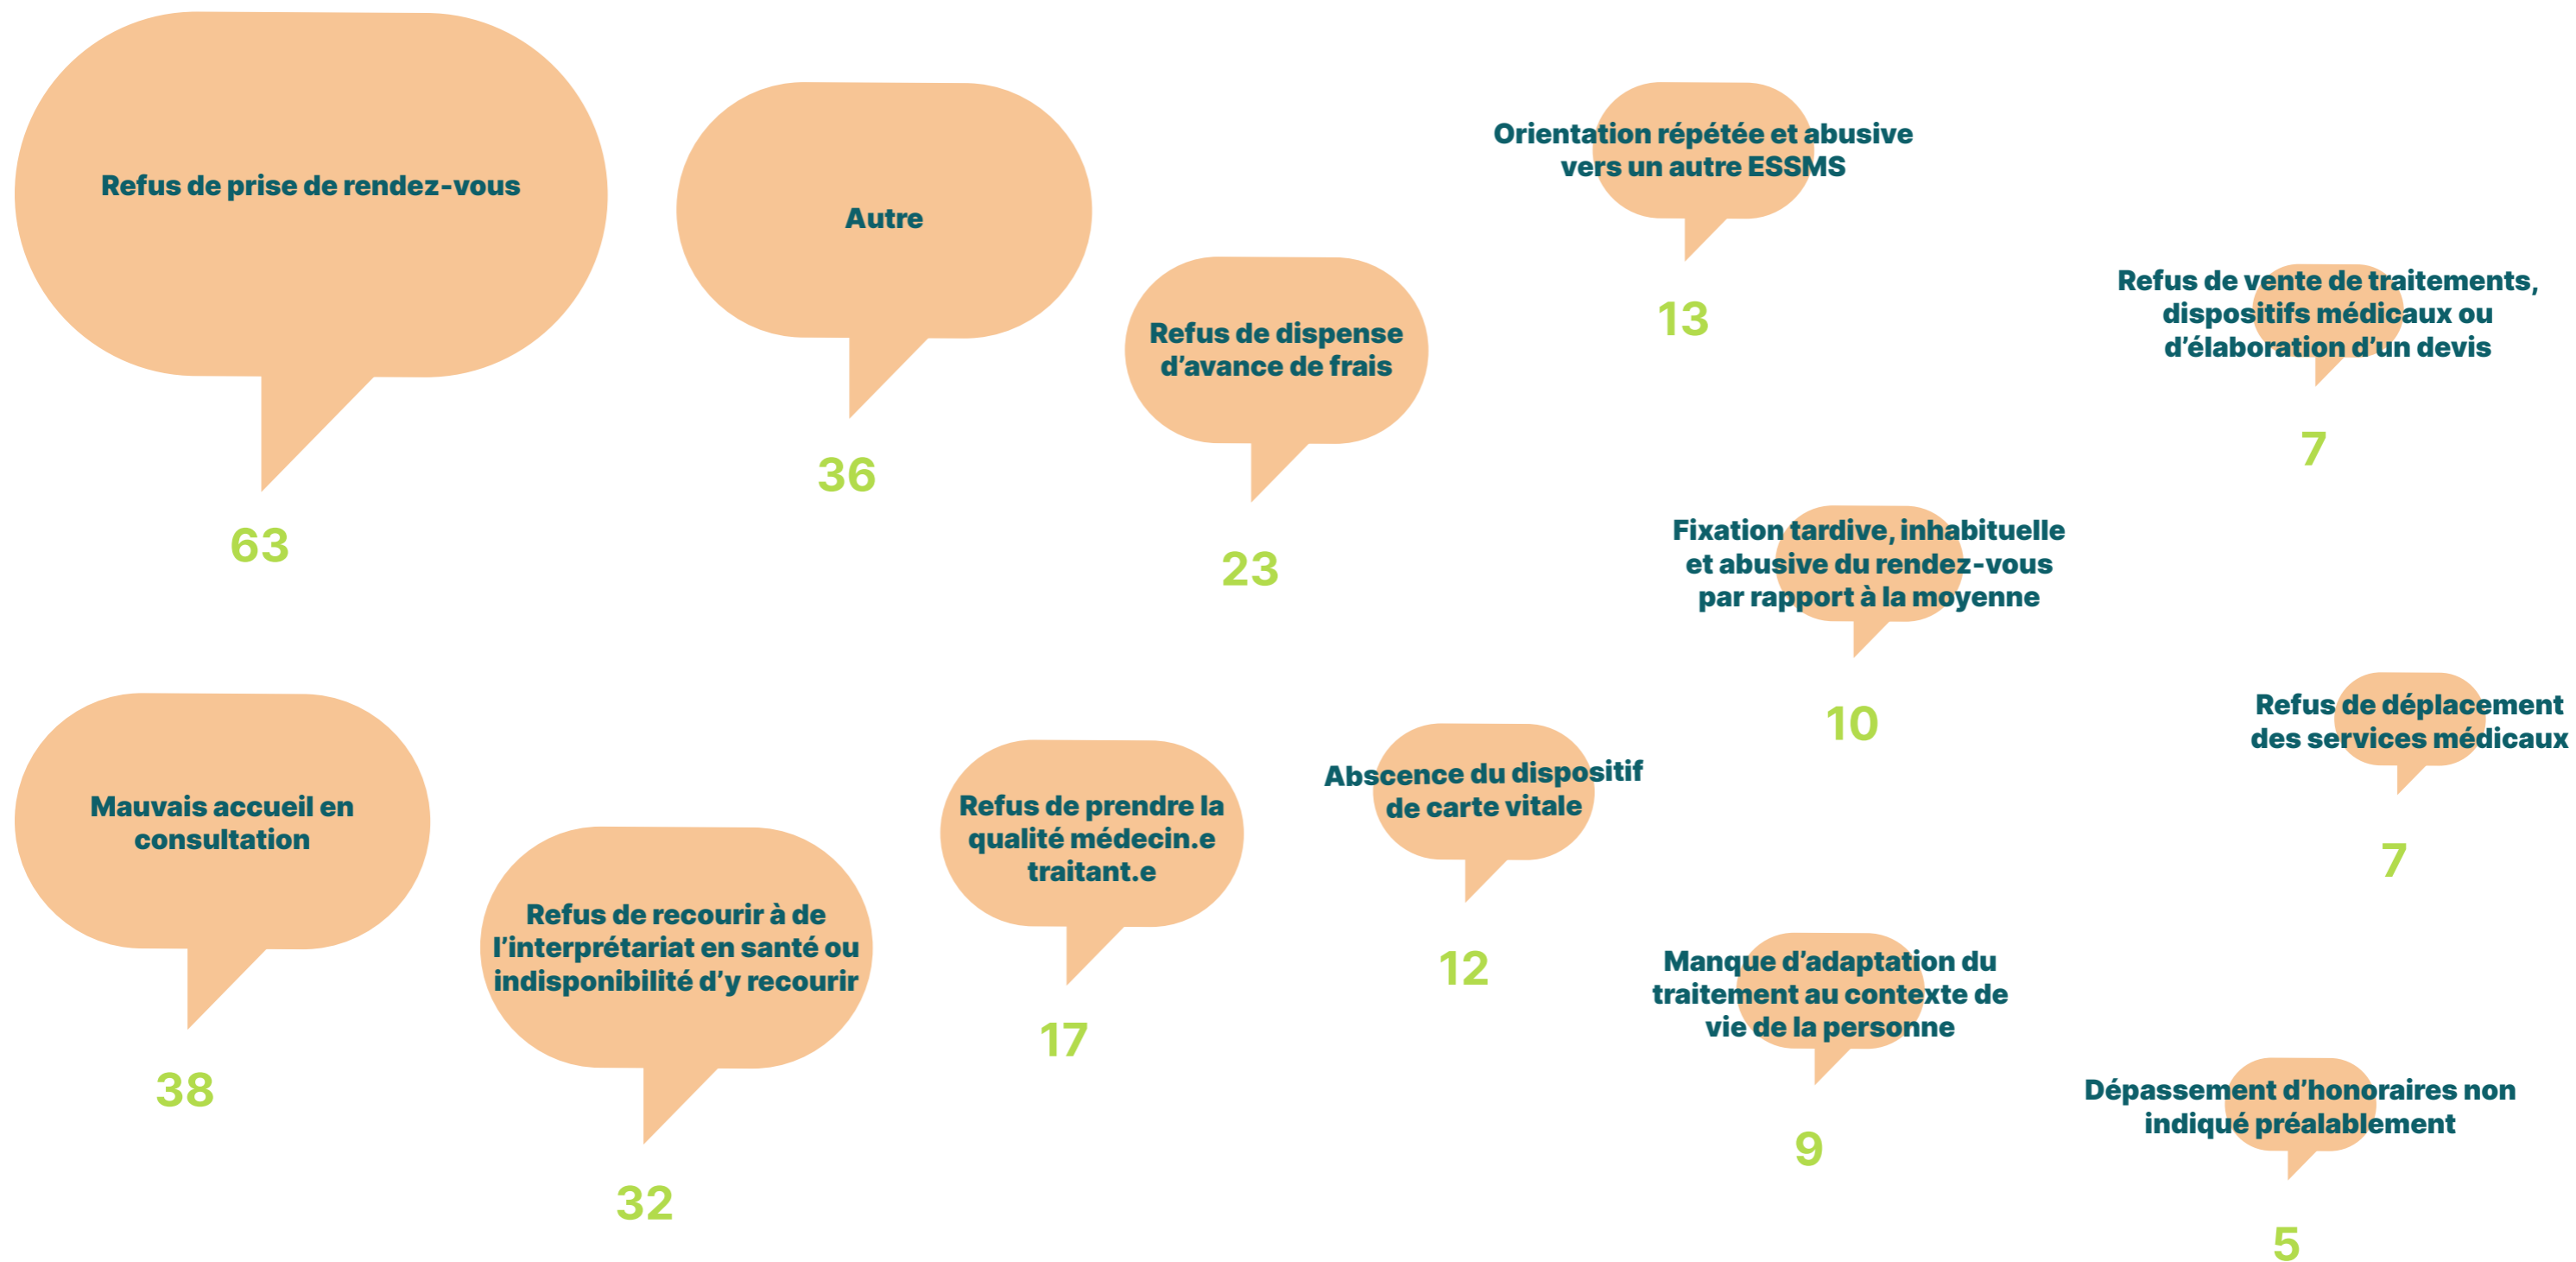 Refus de prise de rendez-vous
63
Autre
36
Refus de dispense
d’avance de frais
23
Orientation répétée et abusive
vers un autre ESSMS
13
Refus de vente de traitements,
dispositifs médicaux ou
d’élaboration d’un devis
7
Fixation tardive, inhabituelle
et abusive du rendez-vous
par rapport à la moyenne
10
Mauvais accueil en
consultation
38
Refus de recourir à de
l’interprétariat en santé ou
indisponibilité d’y recourir
32
Refus de prendre la
qualité médecin.e
traitant.e
17
Abscence du dispositif
de carte vitale
12
Refus de déplacement
des services médicaux
7
Manque d’adaptation du
traitement au contexte de
vie de la personne
9
Dépassement d’honoraires non
indiqué préalablement
5